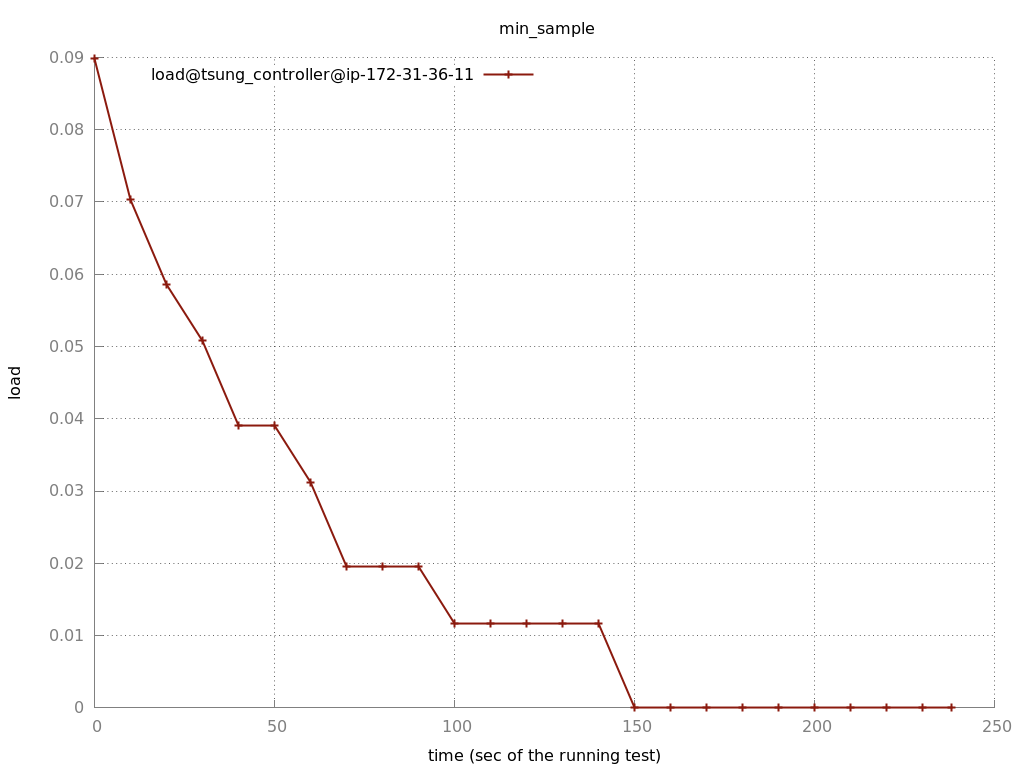 min_sample
load@tsung_controller@ip-172-31-36-11
0.09
0.08
0.07
0.06
0.05
0.04
0.03
0.02
0.01
0
load
0 50 100 150 200 250
time (sec of the running test)